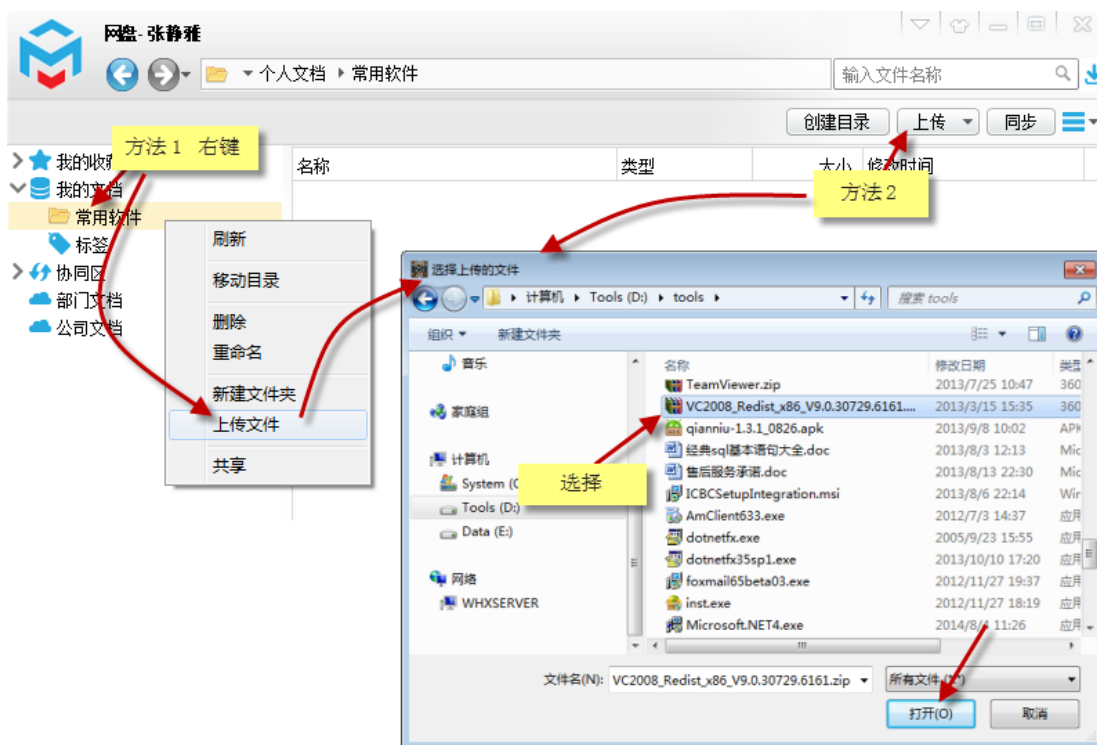 网盘- 张静雅
个人文档 常用软件
输入文件名称
创建目录 上传 同步
方法 1 右键
我的收藏
名称 类型 大小 修改时间
我的文档
方法 2
常用软件
标签
协同区
部门文档
公司文档
刷新
移动目录
删除
重命名
新建文件夹
上传文件
共享
选择上传的文件
计算机 Tools (D:) tools
搜索 tools
组织 新建文件夹
音乐
家庭组
计算机
System (C
Tools (D:)
Data (E:)
网络
WHXSERVER
选择
名称 修改日期 类型
TeamViewer.zip 2013/7/25 10:47 360
VC2008_Redist_x86_V9.0.30729.6161.... 2013/3/15 15:35 360
qianniu-1.3.1_0826.apk 2013/9/8 10:02 APK
经典sql基本语句大全.doc 2013/8/3 12:13 Mic
售后服务承诺.doc 2013/8/13 22:30 Mic
ICBCSetupIntegration.msi 2013/8/6 22:14 Win
AmClient633.exe 2012/7/3 14:37 应用
dotnetfx.exe 2005/9/23 15:55 应用
dotnetfx35sp1.exe 2013/10/10 17:20 应用
foxmail65beta03.exe 2012/11/27 19:37 应用
inst.exe 2012/11/27 18:19 应用
Microsoft.NET4.exe 2014/8/4 11:26 应用
文件名(N): VC2008_Redist_x86_V9.0.30729.6161.zip 所有文件 (*.*)
打开(O) 取消